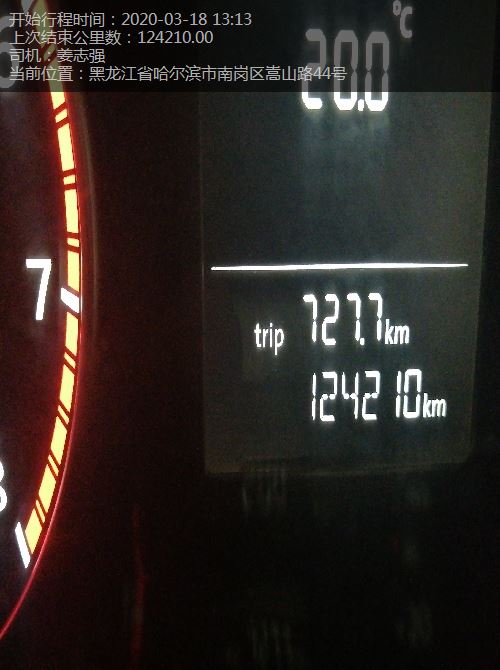 开始行程时间：2020-03-18 13:13
上次结束公里数：124210.00
司机：姜志强
当前位置：黑龙江省哈尔滨市南岗区嵩山路44号
°C
20.0
7
trip 727.7km
124210km